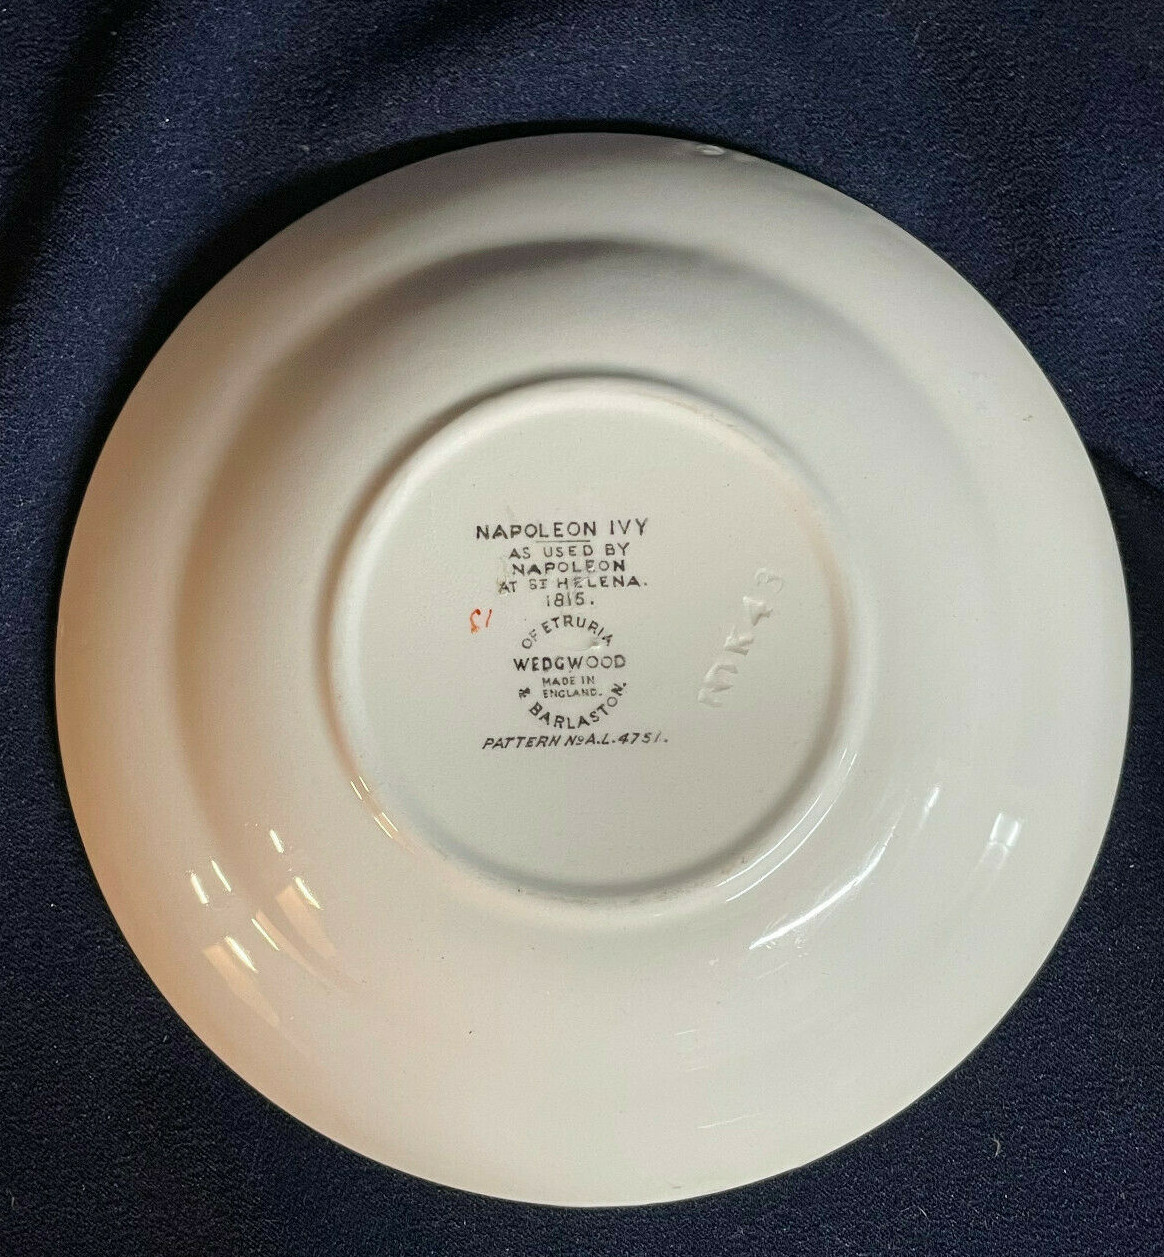 NAPOLEON IVY
AS USED BY
NAPOLEON
AT ST HELENA.
1815.
OF ETRURIA
WEDGWOOD
MADE IN
ENGLAND.
& BARLASTON.
PATTERN No A.L.4751.